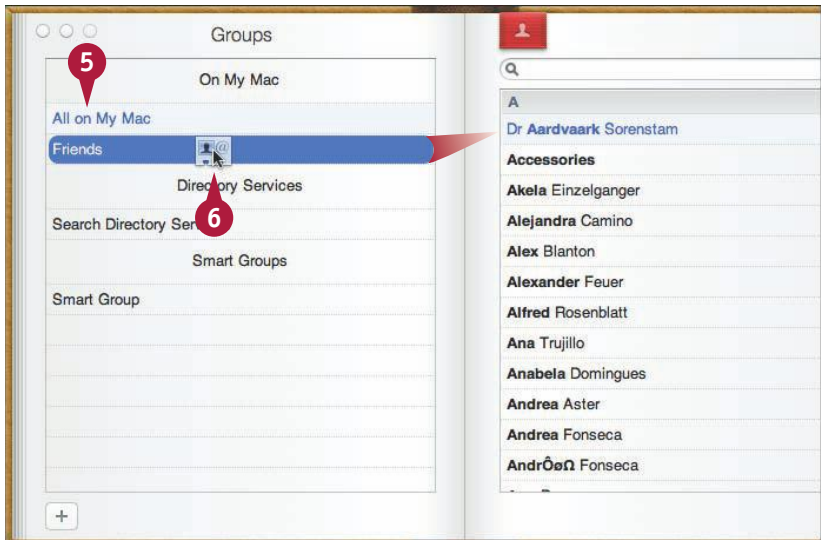 Groups
5
On My Mac
All on My Mac
Friends
Directory Services
6
Search Directory Ser
Smart Groups
Smart Group
A
Dr Aardvaark Sorenstam
Accessories
Akela Einzelganger
Alejandra Camino
Alex Blanton
Alexander Feuer
Alfred Rosenblatt
Ana Trujillo
Anabela Domingues
Andrea Aster
Andrea Fonseca
AndrÔøΩ Fonseca